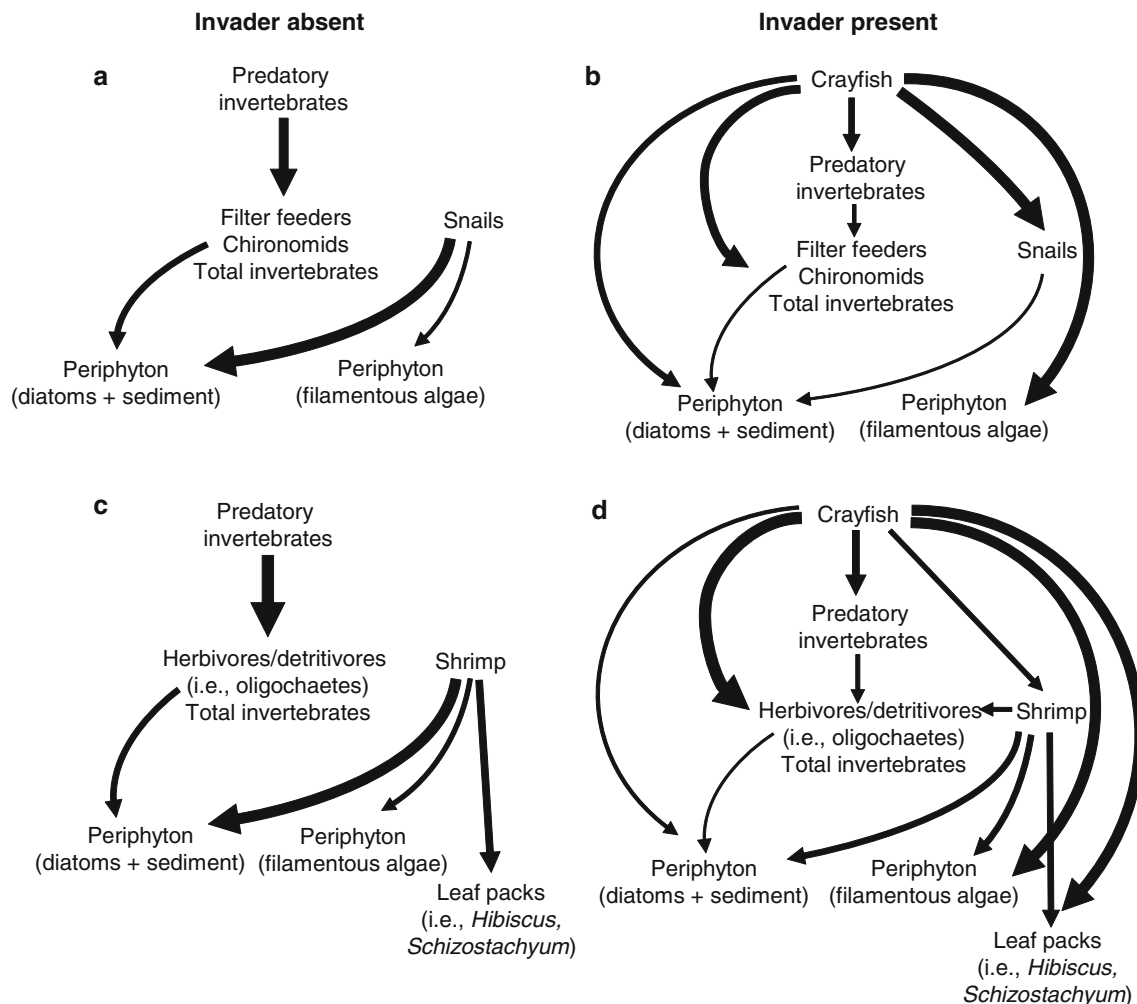 Invader absent
Invader present
a
Predatory
invertebrates
Filter feeders
Chironomids
Total invertebrates
Snails
Periphyton
(diatoms + sediment)
Periphyton
(filamentous algae)
b
Crayfish
Predatory
invertebrates
Filter feeders
Chironomids
Total invertebrates
Snails
Periphyton
(diatoms + sediment)
Periphyton
(filamentous algae)
c
Predatory
invertebrates
Herbivores/detritivores
(i.e., oligochaetes)
Total invertebrates
Shrimp
Periphyton
(diatoms + sediment)
Periphyton
(filamentous algae)
Leaf packs
(i.e., Hibiscus,
Schizostachyum)
d
Crayfish
Predatory
invertebrates
Herbivores/detritivores
(i.e., oligochaetes)
Total invertebrates
Shrimp
Periphyton
(diatoms + sediment)
Periphyton
(filamentous algae)
Leaf packs
(i.e., Hibiscus,
Schizostachyum)